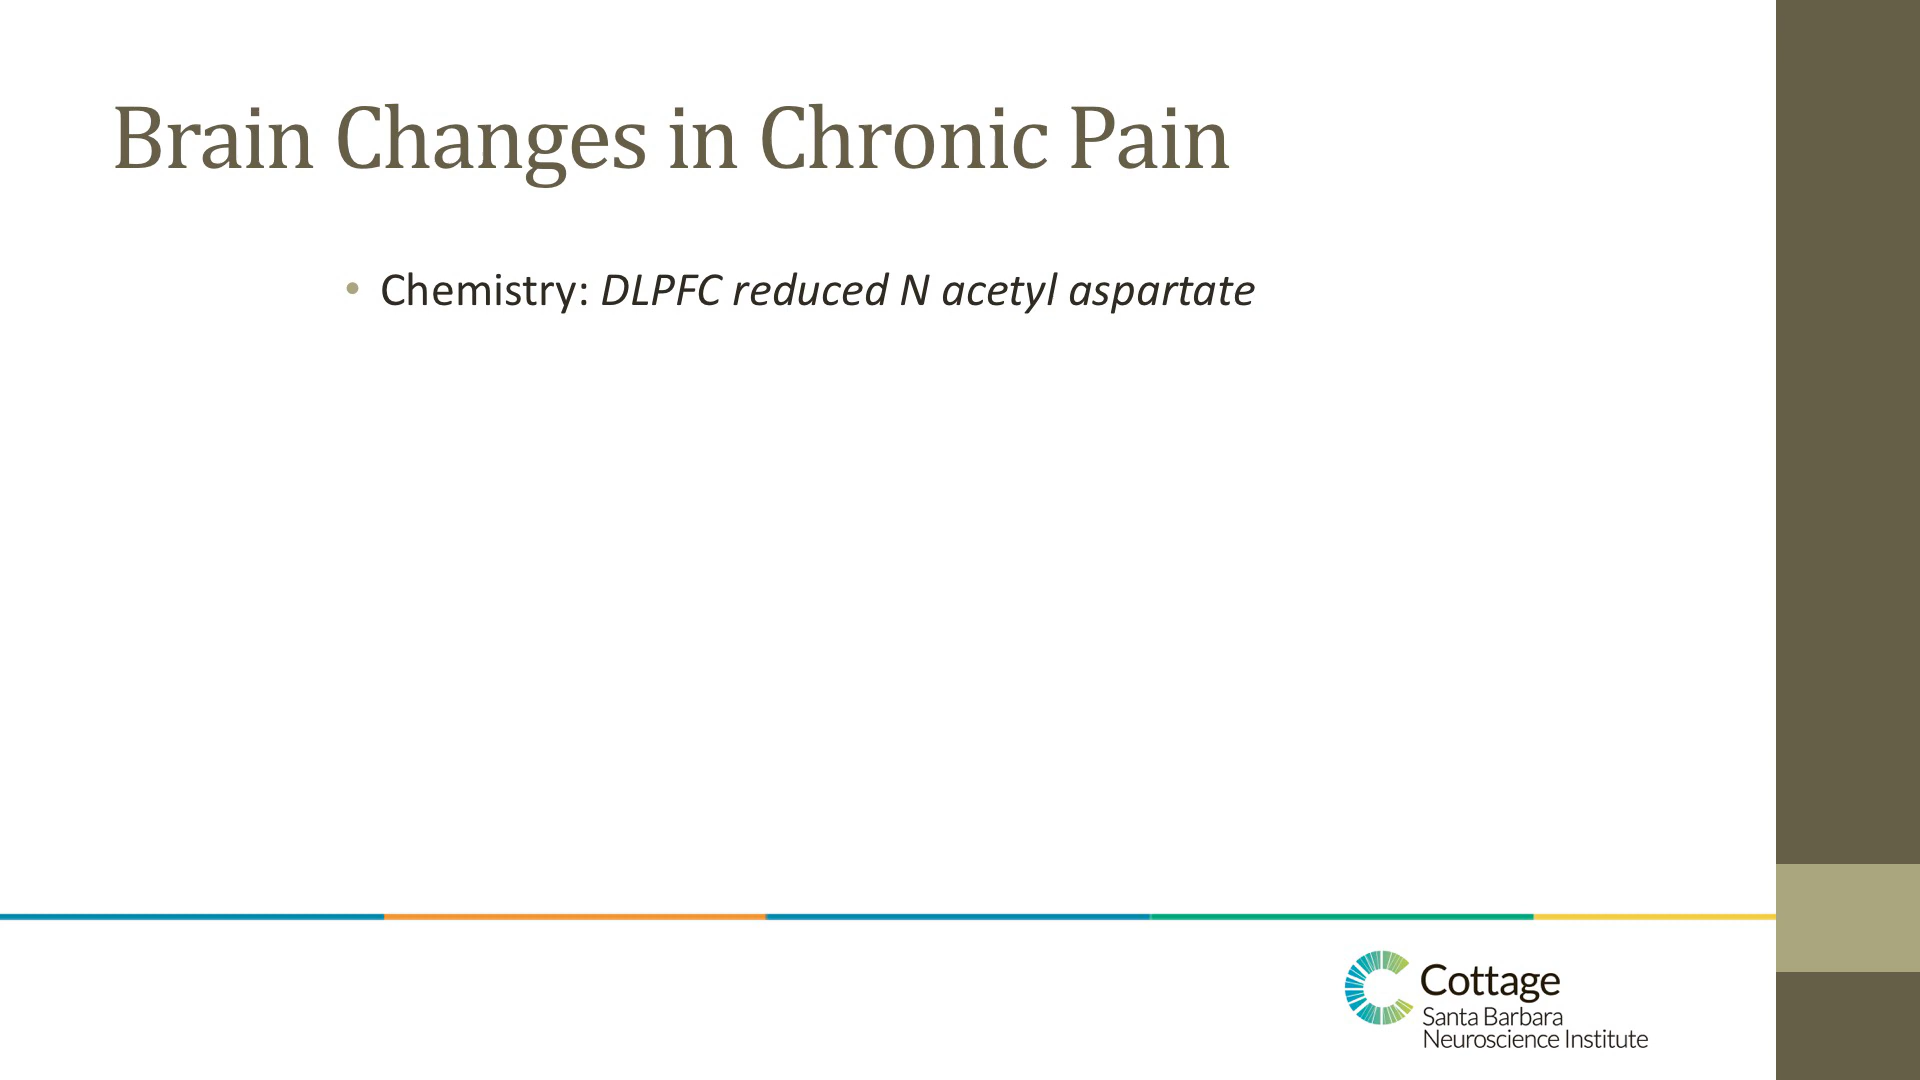 Brain Changes in Chronic Pain
• Chemistry: DLPFC reduced N acetyl aspartate
Cottage
Santa Barbara
Neuroscience Institute